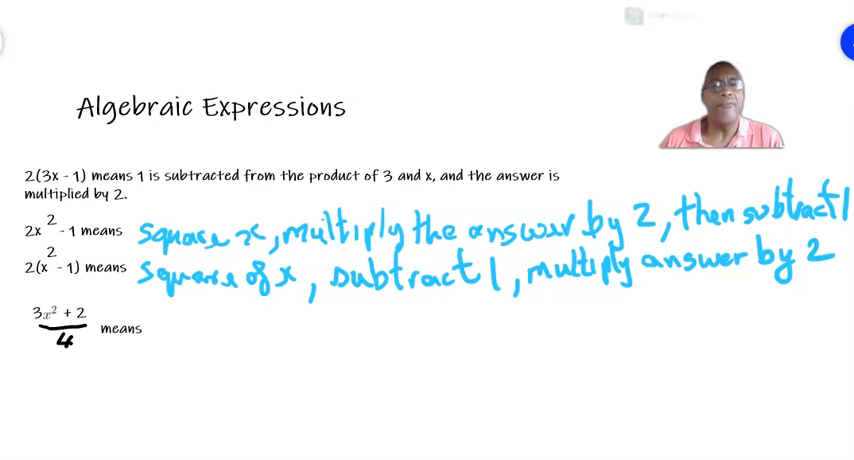 Algebraic Expressions
2(3x - 1) means 1 is subtracted from the product of 3 and x, and the answer is
multiplied by 2.
2x² - 1 means square x, multiply the answer by 2, then subtract 1
2(x² - 1) means square of x, subtract 1, multiply answer by 2
3x² + 2
4 means